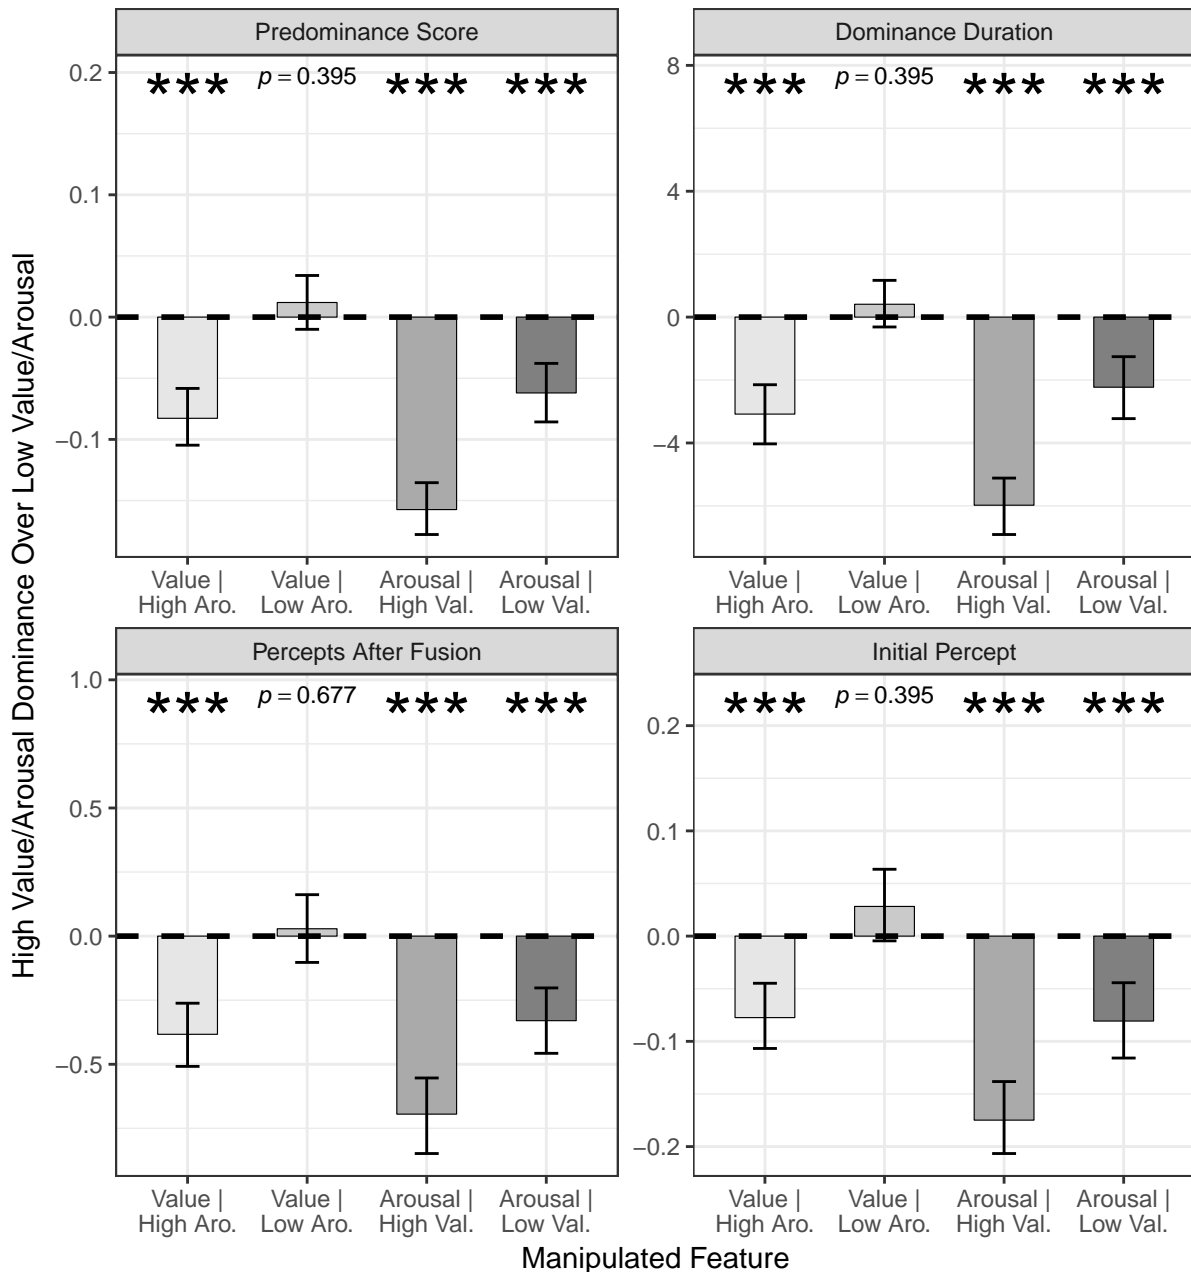 High Value/Arousal Dominance Over Low Value/Arousal
Predominance Score
*** p = 0.395 *** ***
0.2
0.1
0.0
−0.1
Value | Value | Arousal | Arousal |
High Aro. Low Aro. High Val. Low Val.
Dominance Duration
*** p = 0.395 *** ***
8
4
0
−4
Value | Value | Arousal | Arousal |
High Aro. Low Aro. High Val. Low Val.
Percepts After Fusion
*** p = 0.677 *** ***
1.0
0.5
0.0
−0.5
Value | Value | Arousal | Arousal |
High Aro. Low Aro. High Val. Low Val.
Initial Percept
*** p = 0.395 *** ***
0.2
0.1
0.0
−0.1
−0.2
Value | Value | Arousal | Arousal |
High Aro. Low Aro. High Val. Low Val.
Manipulated Feature